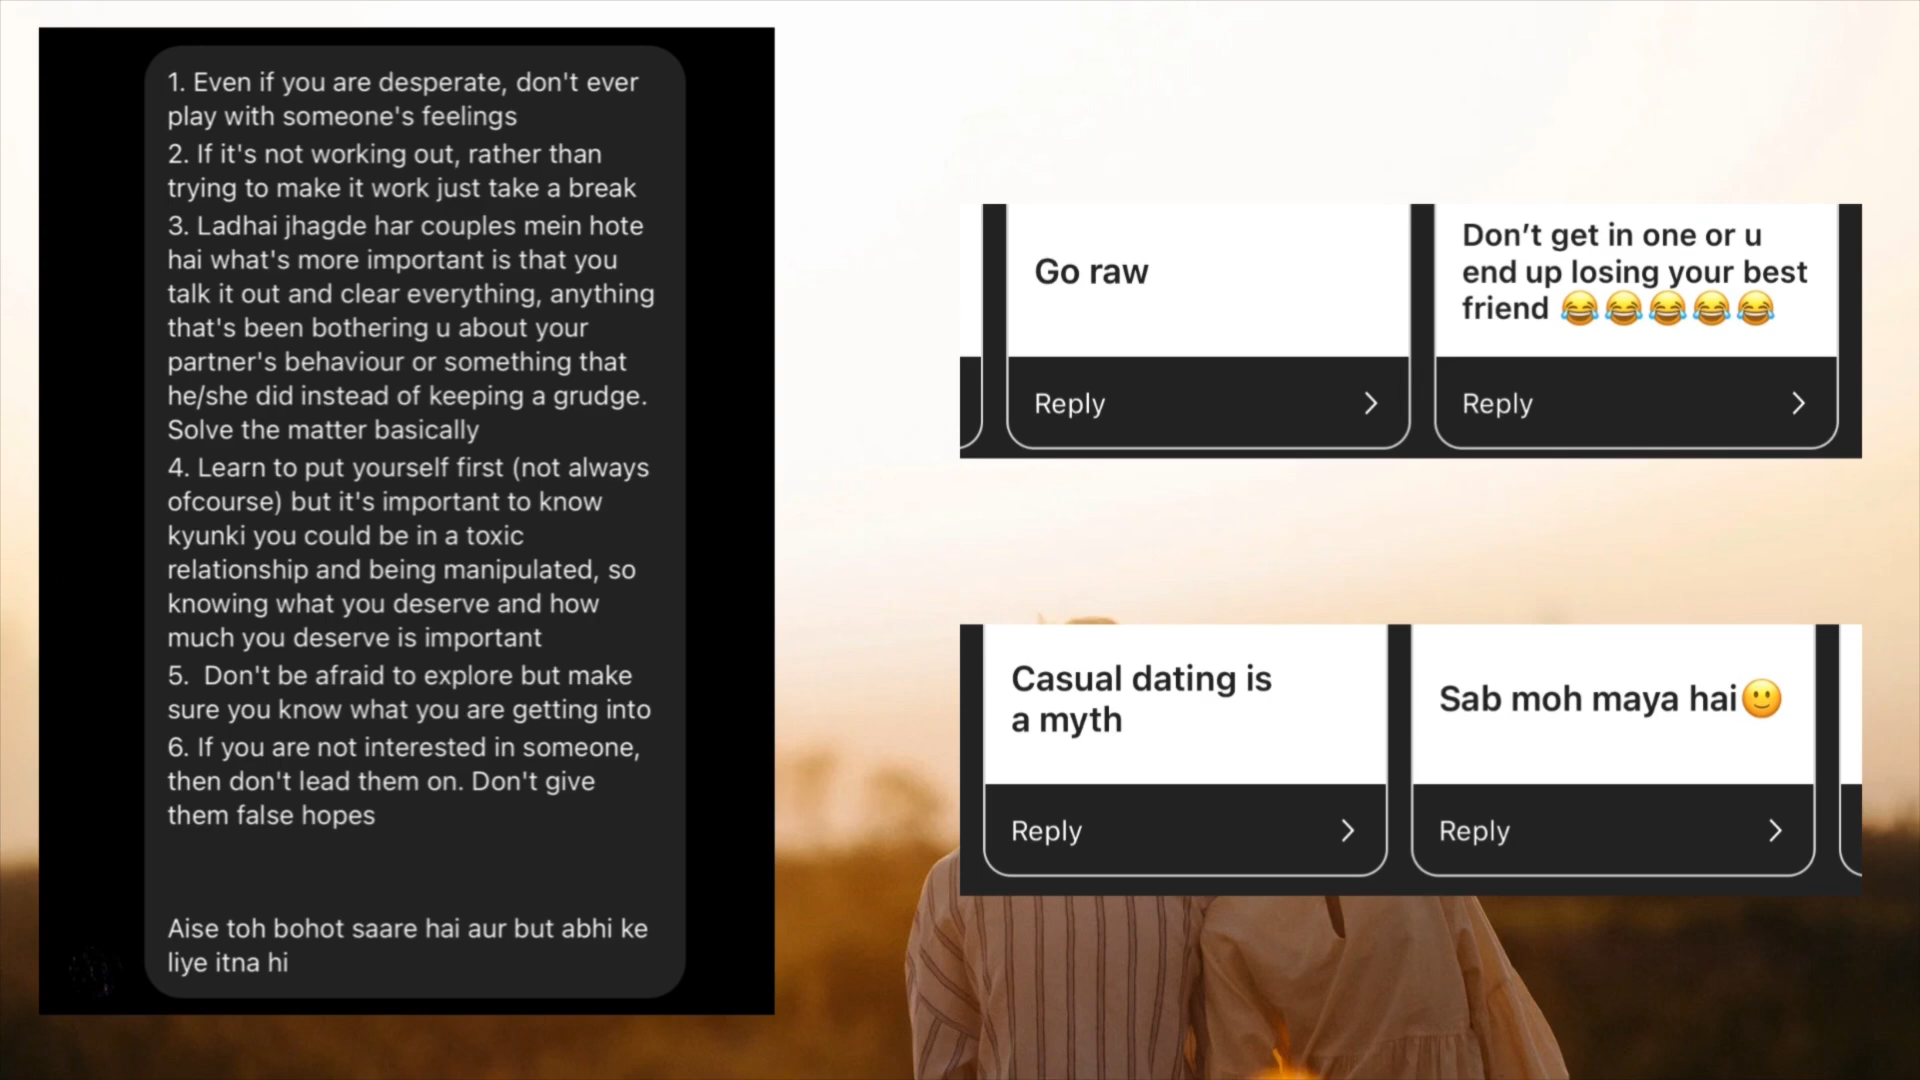 1. Even if you are desperate, don't ever
play with someone's feelings
2. If it's not working out, rather than
trying to make it work just take a break
3. Ladhai jhagde har couples mein hote
hai what's more important is that you
talk it out and clear everything, anything
that's been bothering u about your
partner's behaviour or something that
he/she did instead of keeping a grudge.
Solve the matter basically
4. Learn to put yourself first (not always
ofcourse) but it's important to know
kyunki you could be in a toxic
relationship and being manipulated, so
knowing what you deserve and how
much you deserve is important
5.  Don't be afraid to explore but make
sure you know what you are getting into
6. If you are not interested in someone,
then don't lead them on. Don't give
them false hopes
Aise toh bohot saare hai aur but abhi ke
liye itna hi
Go raw
Reply
Don’t get in one or u
end up losing your best
friend 😂😂😂😂😂
Reply
Casual dating is
a myth
Reply
Sab moh maya hai🙂
Reply